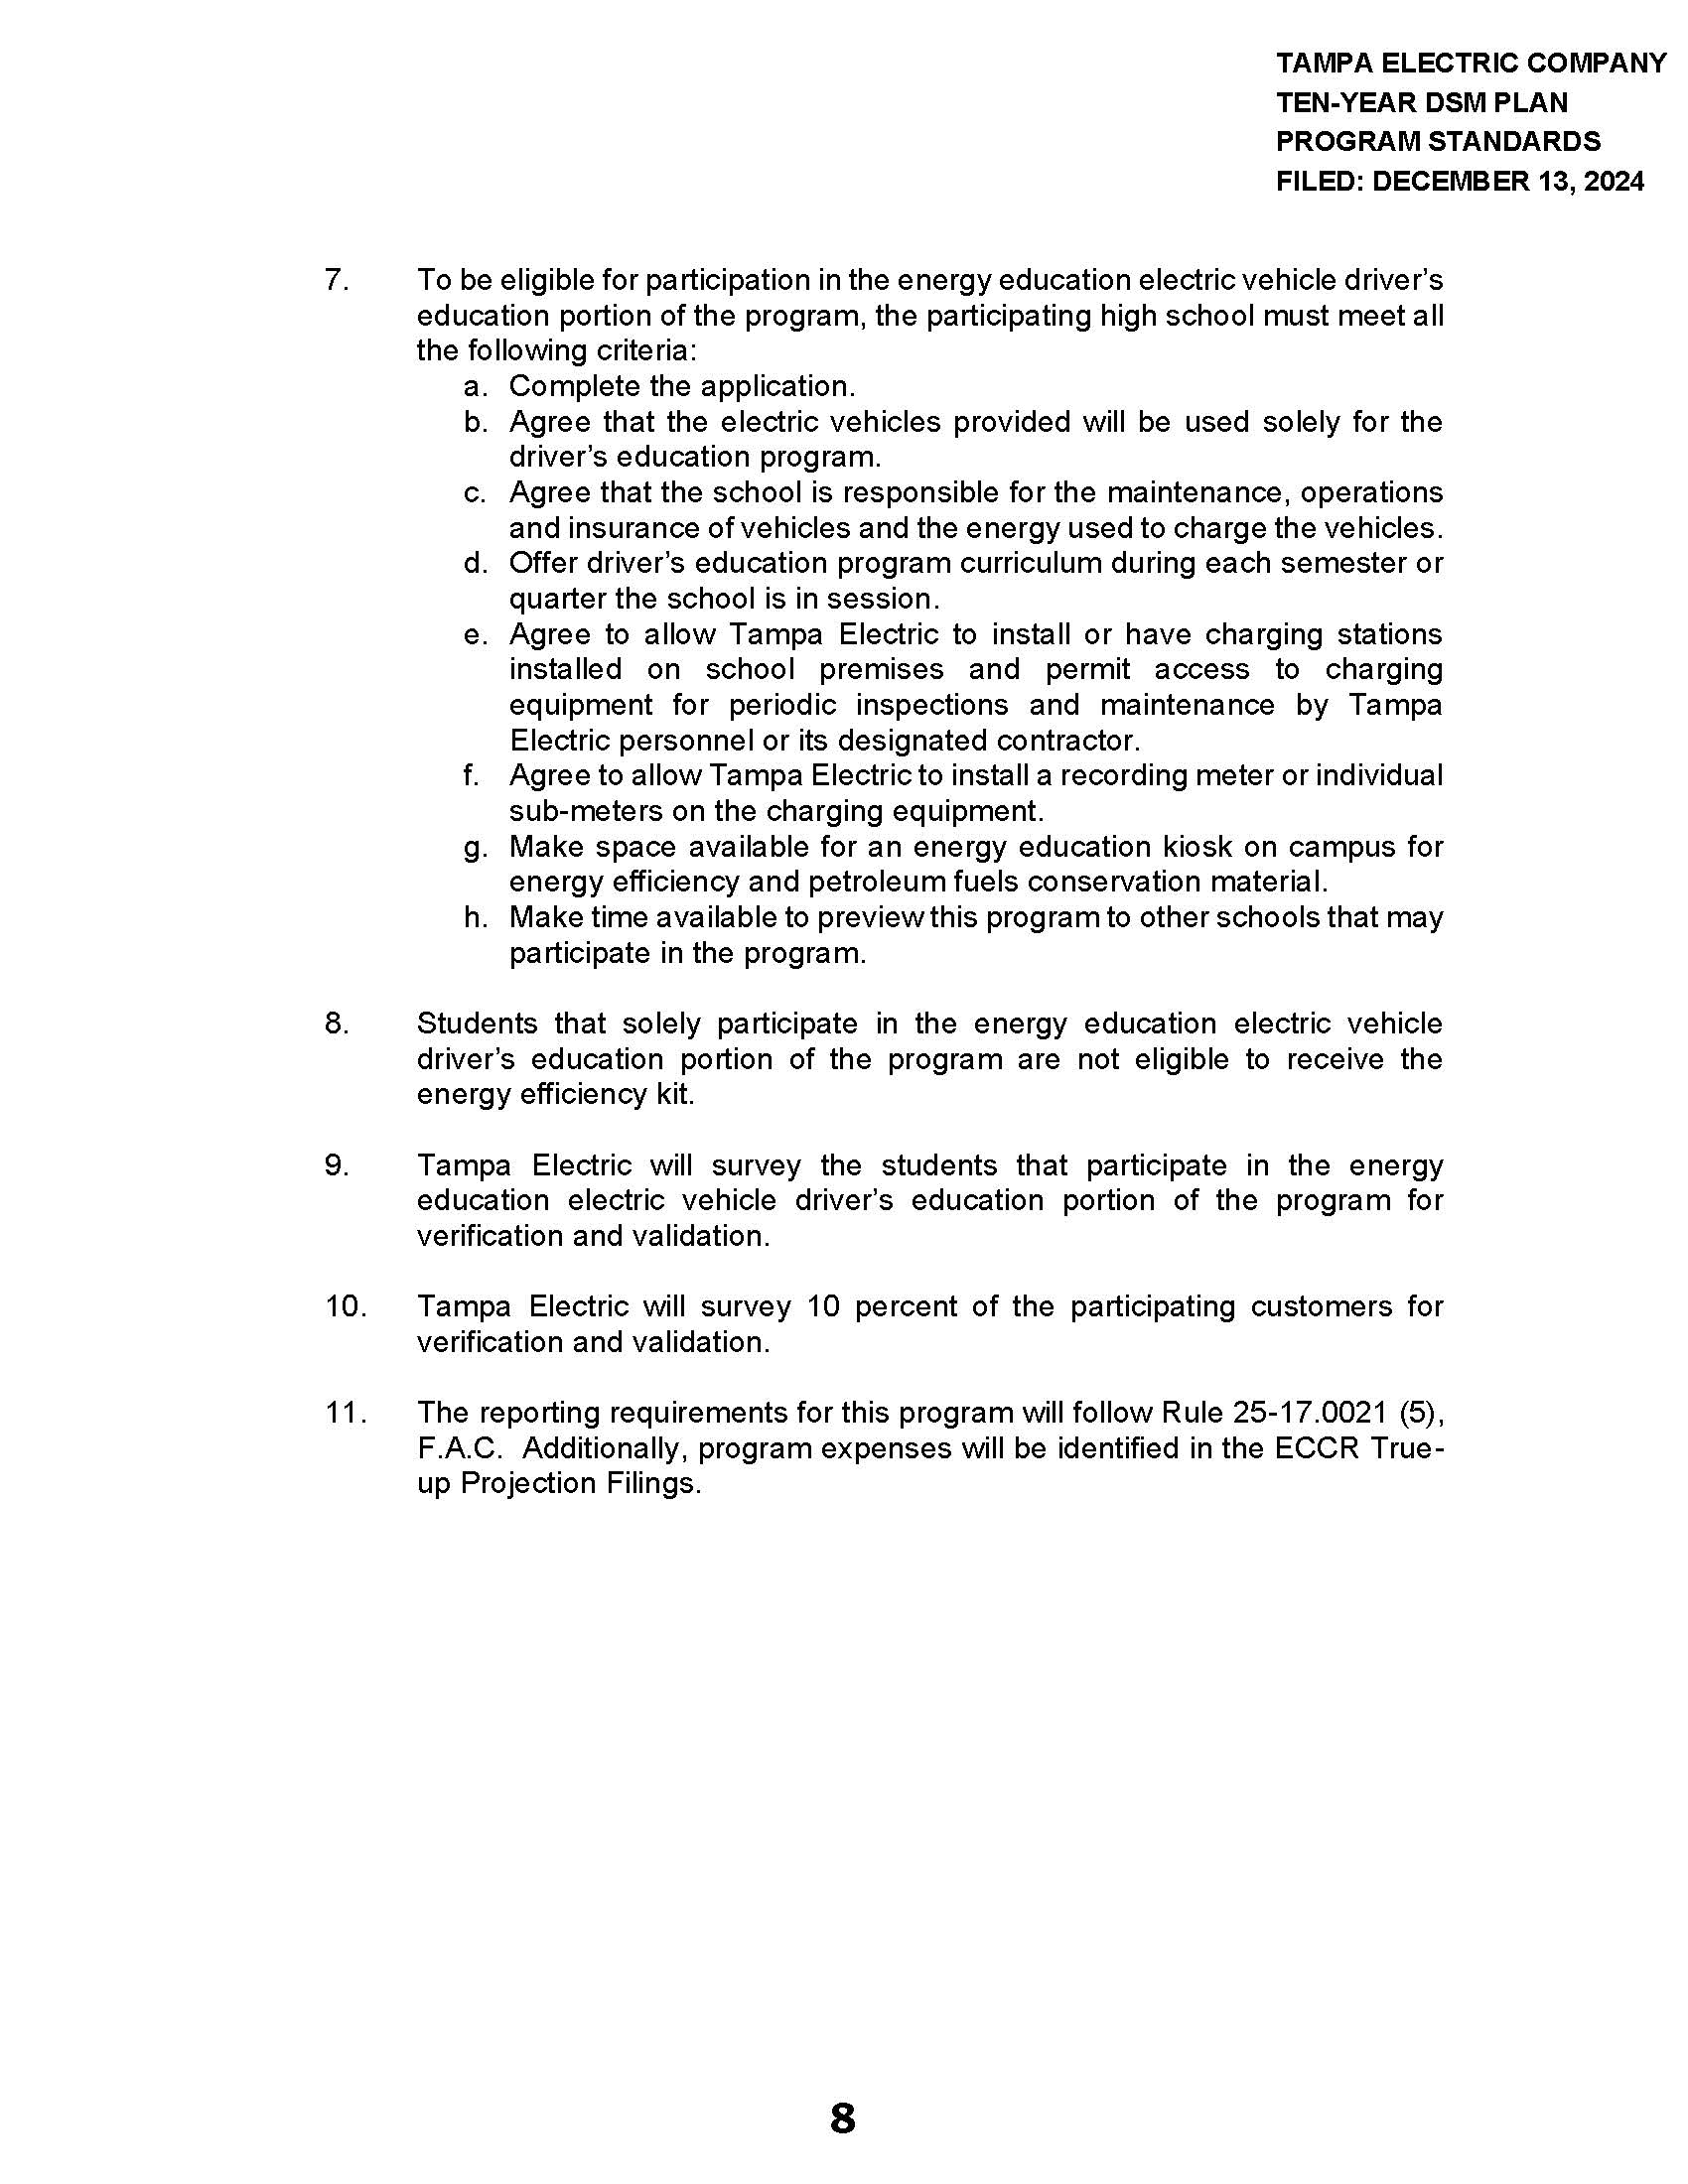 TAMPA ELECTRIC COMPANY
TEN-YEAR DSM PLAN
PROGRAM STANDARDS
FILED: DECEMBER 13, 2024
7. To be eligible for participation in the energy education electric vehicle driver’s
education portion of the program, the participating high school must meet all
the following criteria:
a. Complete the application.
b. Agree that the electric vehicles provided will be used solely for the
driver’s education program.
c. Agree that the school is responsible for the maintenance, operations
and insurance of vehicles and the energy used to charge the vehicles.
d. Offer driver’s education program curriculum during each semester or
quarter the school is in session.
e. Agree to allow Tampa Electric to install or have charging stations
installed on school premises and permit access to charging
equipment for periodic inspections and maintenance by Tampa
Electric personnel or its designated contractor.
f. Agree to allow Tampa Electric to install a recording meter or individual
sub-meters on the charging equipment.
g. Make space available for an energy education kiosk on campus for
energy efficiency and petroleum fuels conservation material.
h. Make time available to preview this program to other schools that may
participate in the program.
8. Students that solely participate in the energy education electric vehicle
driver’s education portion of the program are not eligible to receive the
energy efficiency kit.
9. Tampa Electric will survey the students that participate in the energy
education electric vehicle driver’s education portion of the program for
verification and validation.
10. Tampa Electric will survey 10 percent of the participating customers for
verification and validation.
11. The reporting requirements for this program will follow Rule 25-17.0021 (5),
F.A.C.  Additionally, program expenses will be identified in the ECCR True-
up Projection Filings.
8